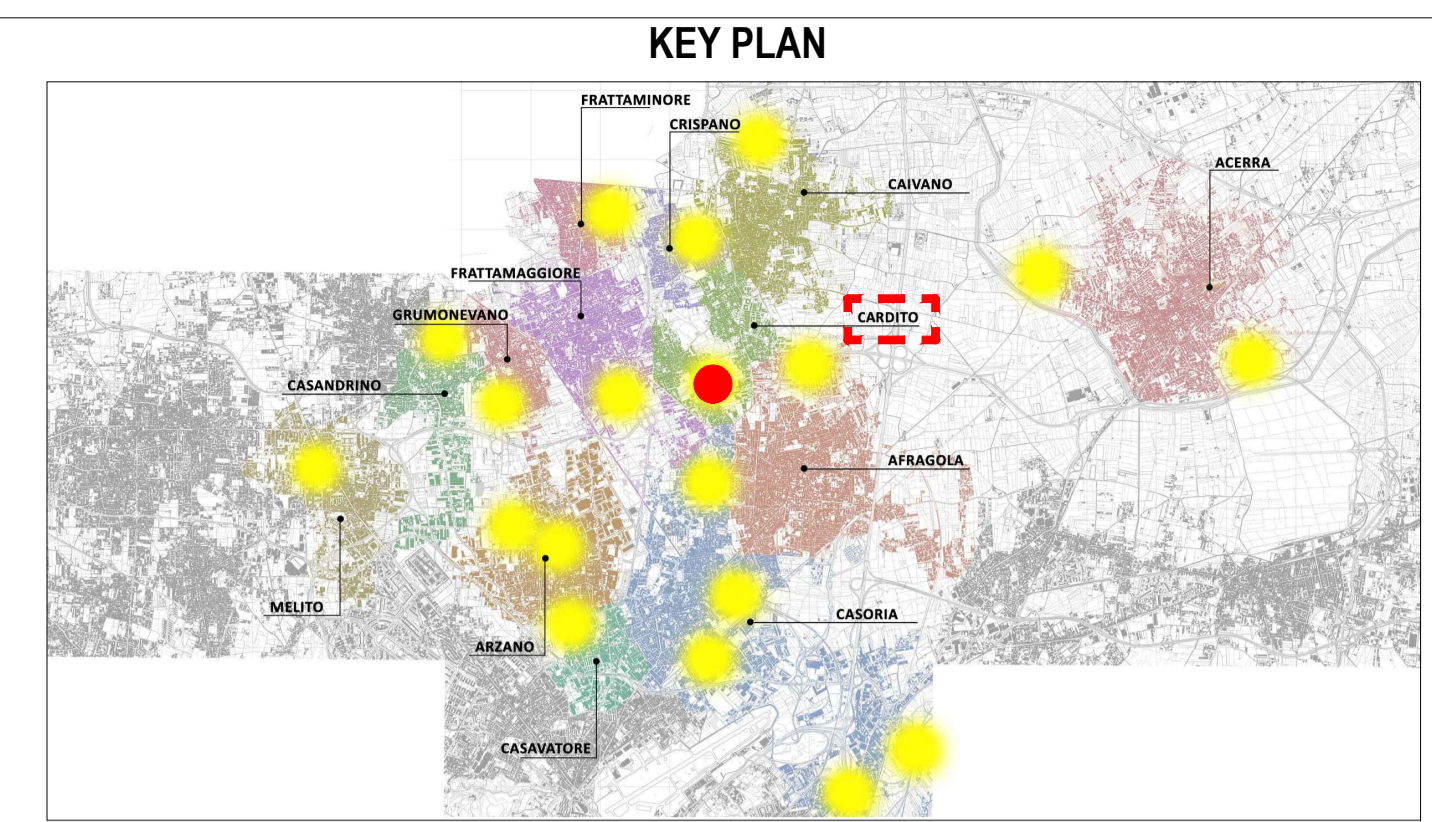 KEY PLAN
FRATTAMINORE
CRISPANO
ACERRA
CAIVANO
FRATTAMAGGIORE
GRUMONEVANO
CARDITO
CASANDRINO
AFRAGOLA
MELITO
CASORIA
ARZANO
CASAVATORE